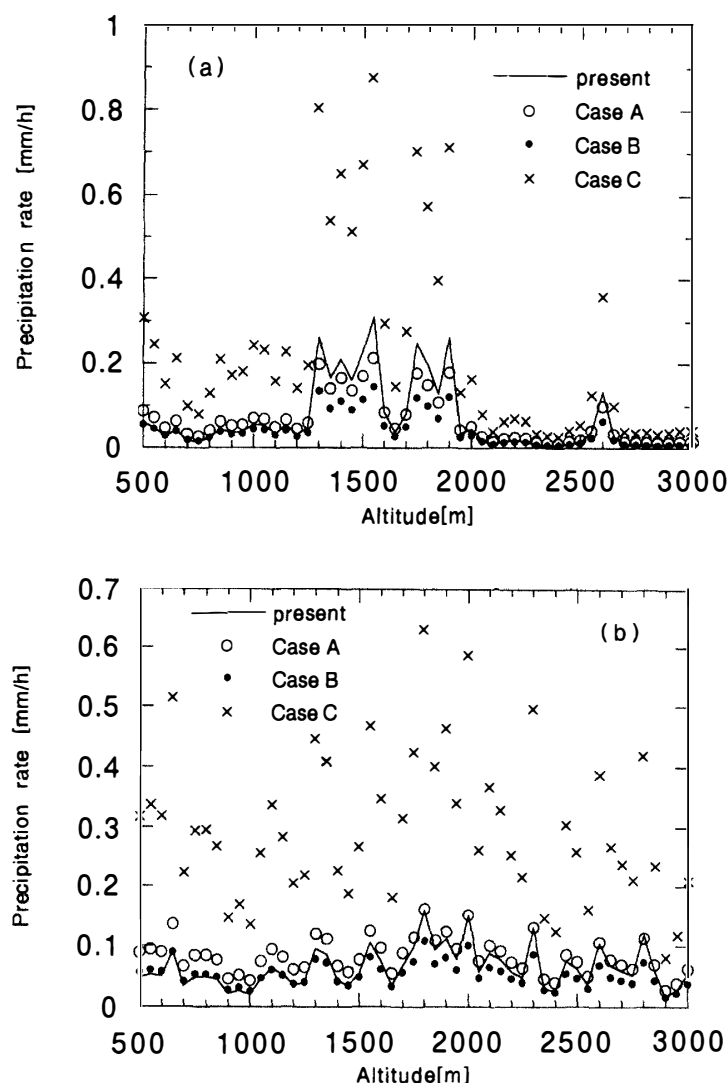 1
(a)
present
0.8
Case A
Case B
0.6
Case C
0.4
0.2
0
500 1000 1500 2000 2500 3000
Altitude[m]
Precipitation rate [mm/h]
0.7
present
(b)
0.6
Case A
Case B
0.5
Case C
0.4
0.3
0.2
0.1
0
500 1000 1500 2000 2500 3000
Altitude[m]
Precipitation rate [mm/h]